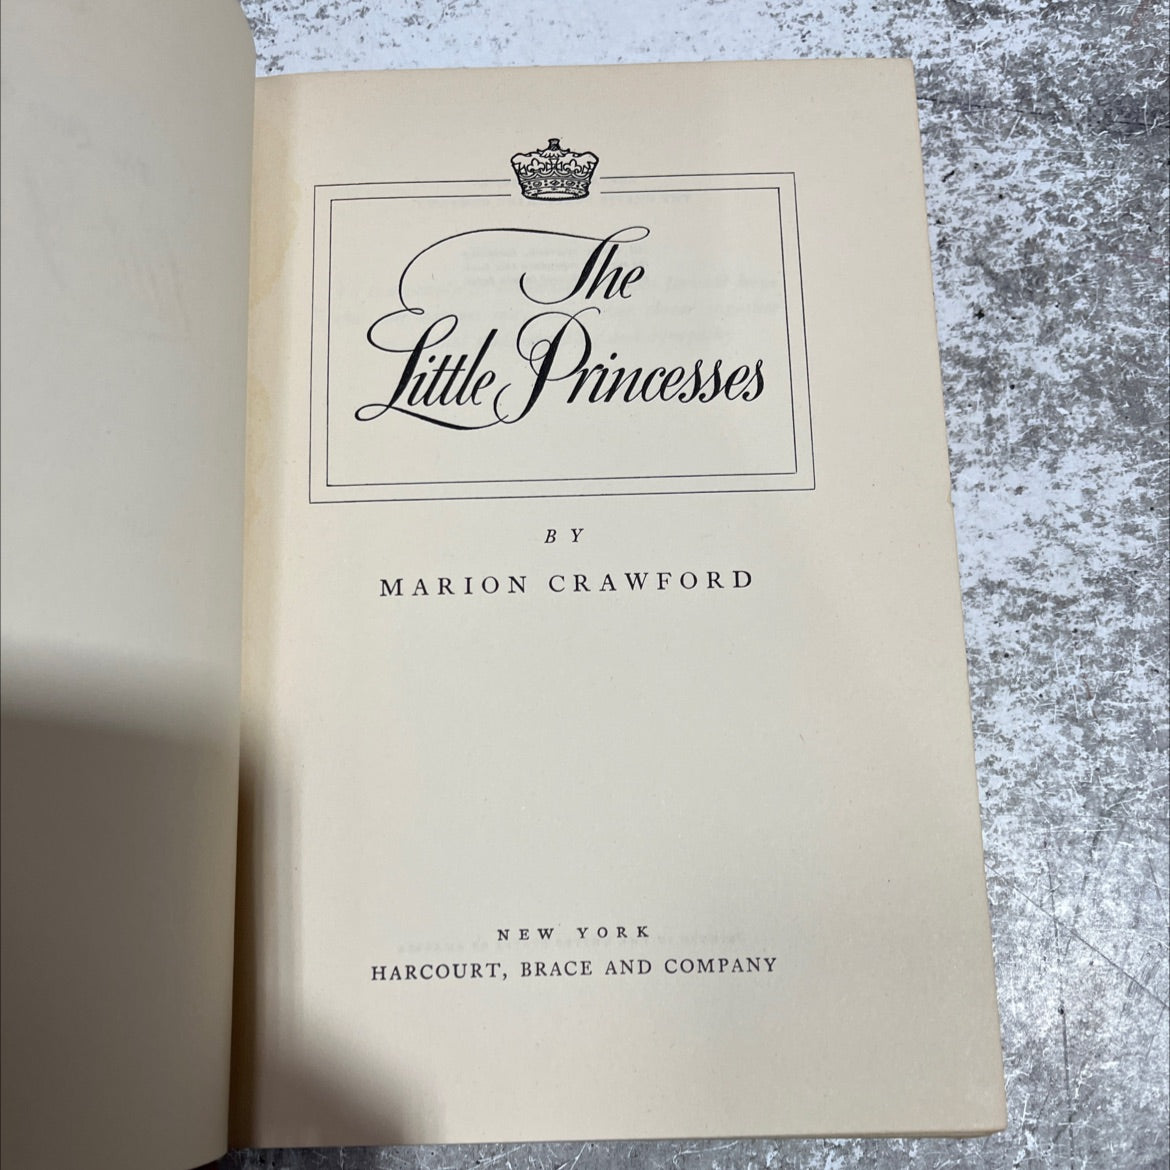 The
Little Princesses
BY
MARION CRAWFORD
NEW YORK
HARCOURT, BRACE AND COMPANY